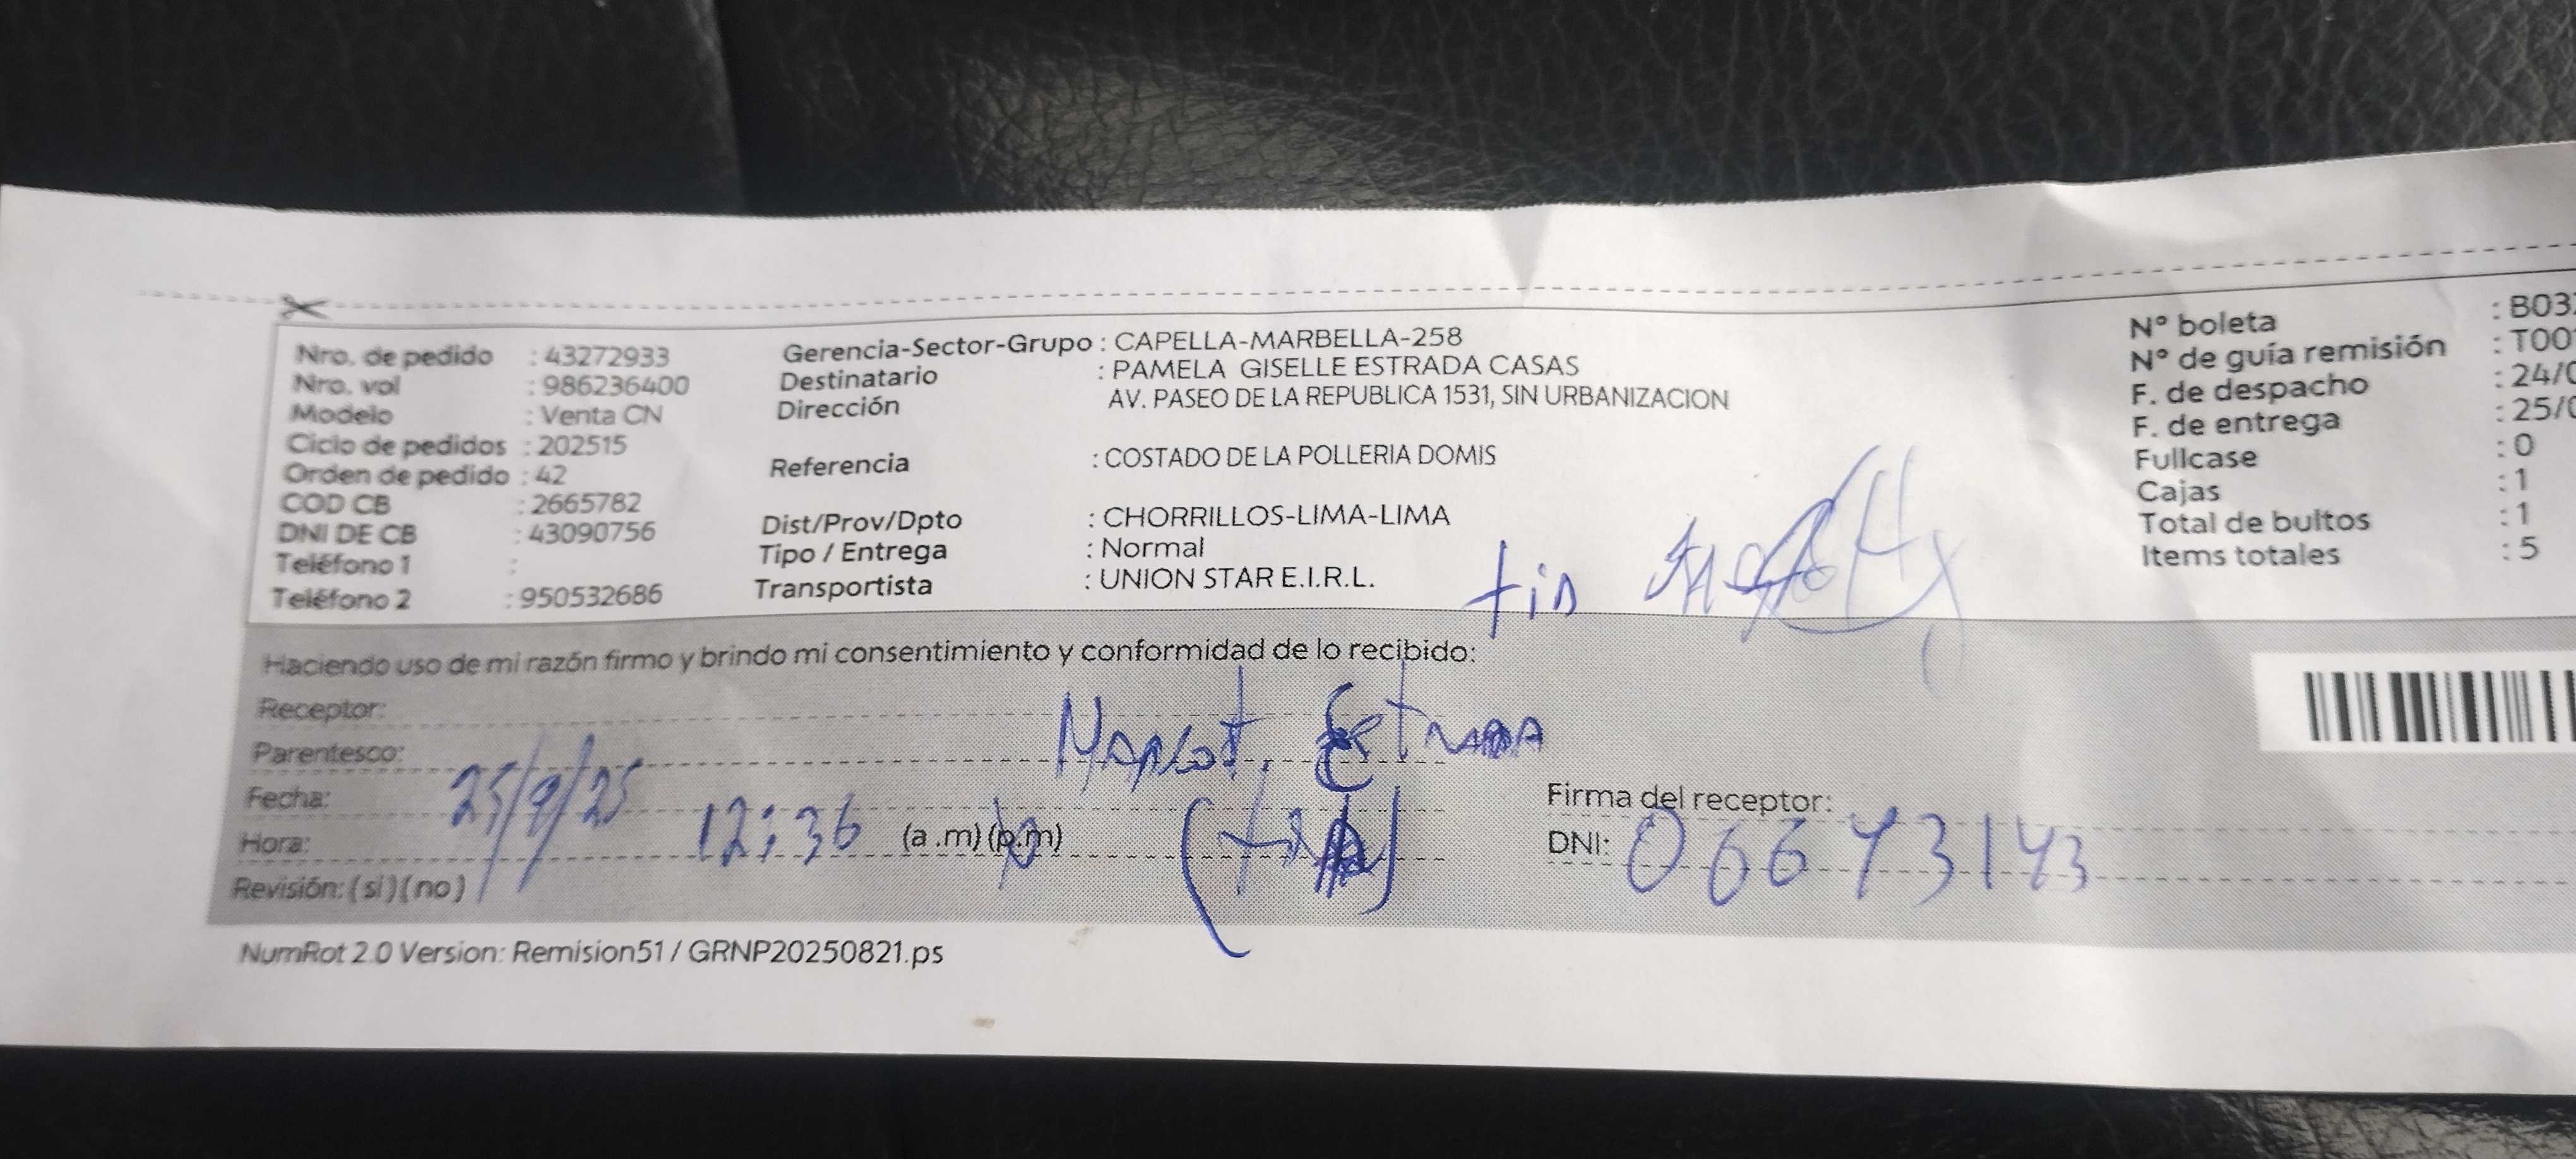 Nro. de pedido : 43272933
Nro. vol : 986236400
Modelo : Venta CN
Ciclo de pedidos : 202515
Orden de pedido : 42
COD CB : 2665782
DNI DE CB : 43090756
Teléfono 1 :
Teléfono 2 : 950532686
Gerencia-Sector-Grupo : CAPELLA-MARBELLA-258
Destinatario : PAMELA GISELLE ESTRADA CASAS
Dirección AV. PASEO DE LA REPUBLICA 1531, SIN URBANIZACION
Referencia : COSTADO DE LA POLLERIA DOMIS
Dist/Prov/Dpto : CHORRILLOS-LIMA-LIMA
Tipo / Entrega : Normal
Transportista : UNION STAR E.I.R.L.
N° boleta : B03
N° de guía remisión : T00
F. de despacho : 24/0
F. de entrega : 25/0
Fullcase : 0
Cajas : 1
Total de bultos : 1
Items totales : 5
tia
Haciendo uso de mi razón firmo y brindo mi consentimiento y conformidad de lo recibido:
Receptor: Margot Estrada
Parentesco: (tia)
Fecha: 25/9/25
Hora: 12:36 (a .m) (p.m)
Revisión: (si) (no)
Firma del receptor:
DNI: 06673143
NumRot 2.0 Version: Remision51 / GRNP20250821.ps